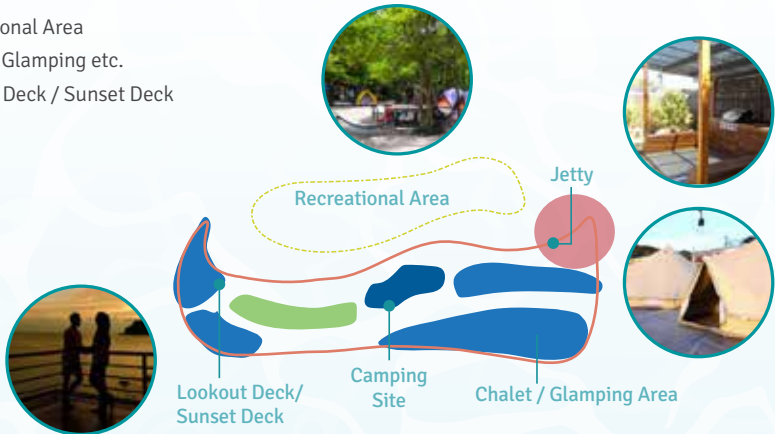 onal Area
Glamping etc.
Deck / Sunset Deck
Jetty
Recreational Area
Lookout Deck/
Sunset Deck
Camping
Site
Chalet / Glamping Area